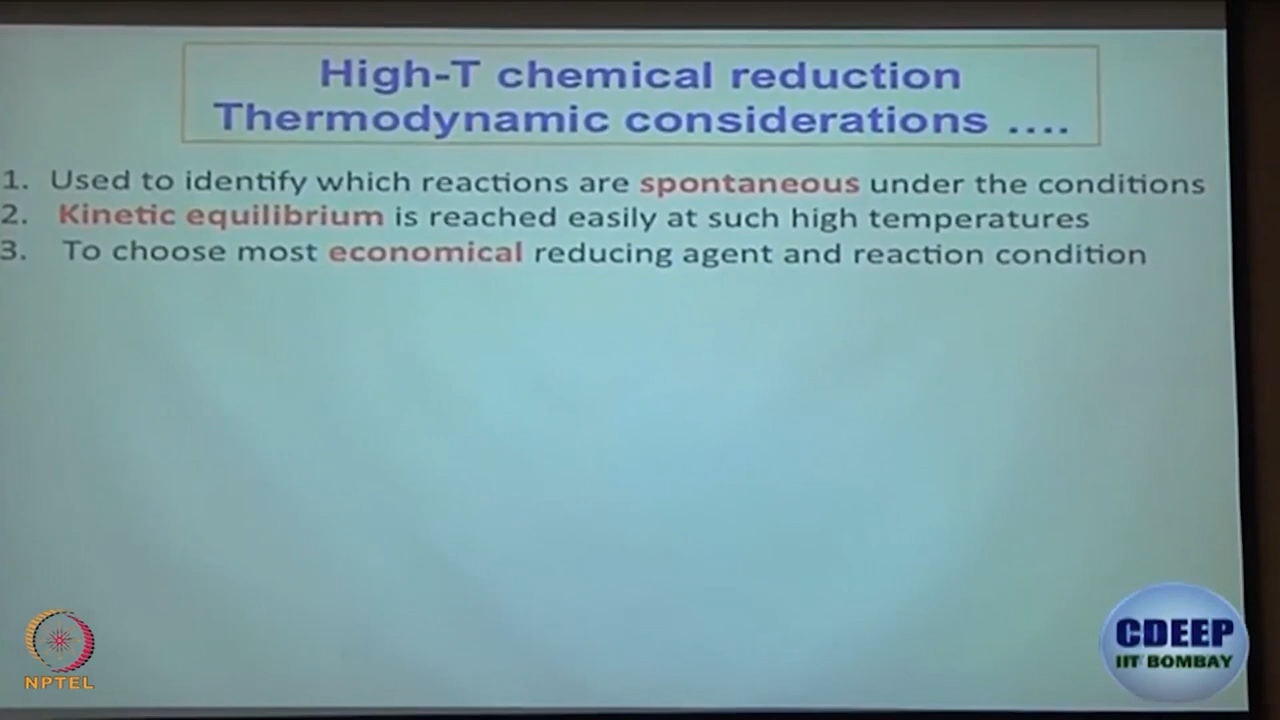 High-T chemical reduction
Thermodynamic considerations ....
1. Used to identify which reactions are spontaneous under the conditions
2. Kinetic equilibrium is reached easily at such high temperatures
3. To choose most economical reducing agent and reaction condition
NPTEL
CDEEP
IIT BOMBAY